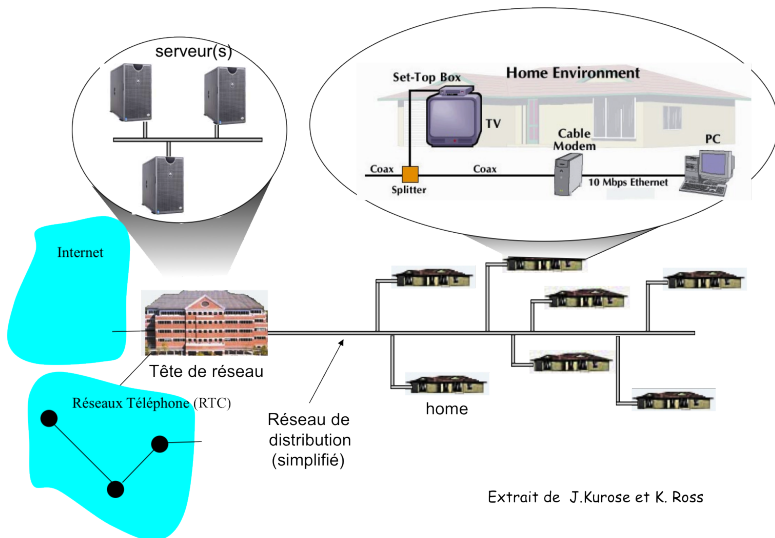 serveur(s)
Home Environment
Set-Top Box
TV
Cable
Modem
PC
Coax
Coax
Splitter
10 Mbps Ethernet
Internet
Tête de réseau
Réseaux Téléphone (RTC)
Réseau de
distribution
(simplifié)
home
Extrait de J.Kurose et K. Ross